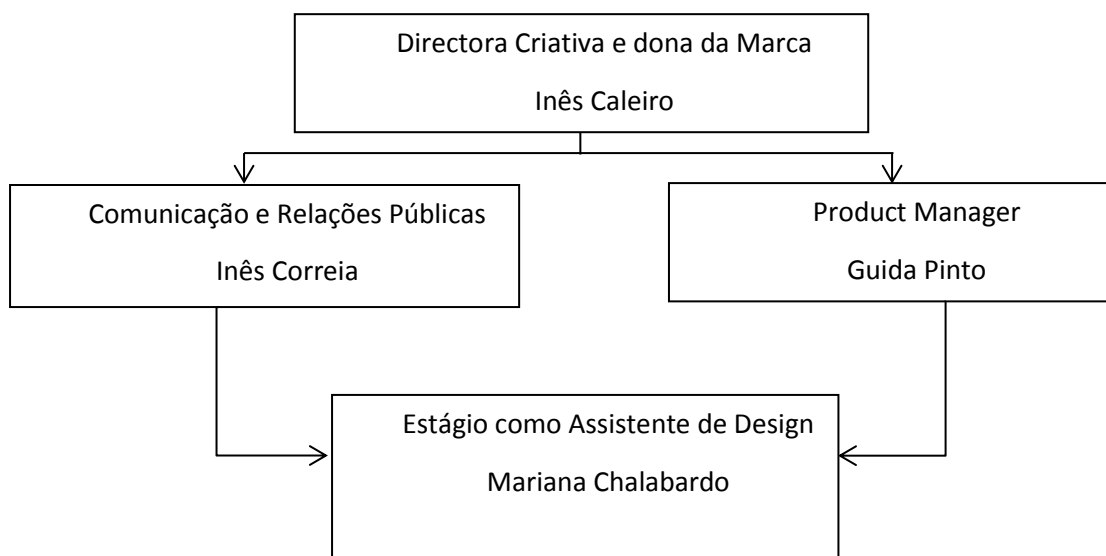 Directora Criativa e dona da Marca
Inês Caleiro
Comunicação e Relações Públicas
Inês Correia
Product Manager
Guida Pinto
Estágio como Assistente de Design
Mariana Chalabardo